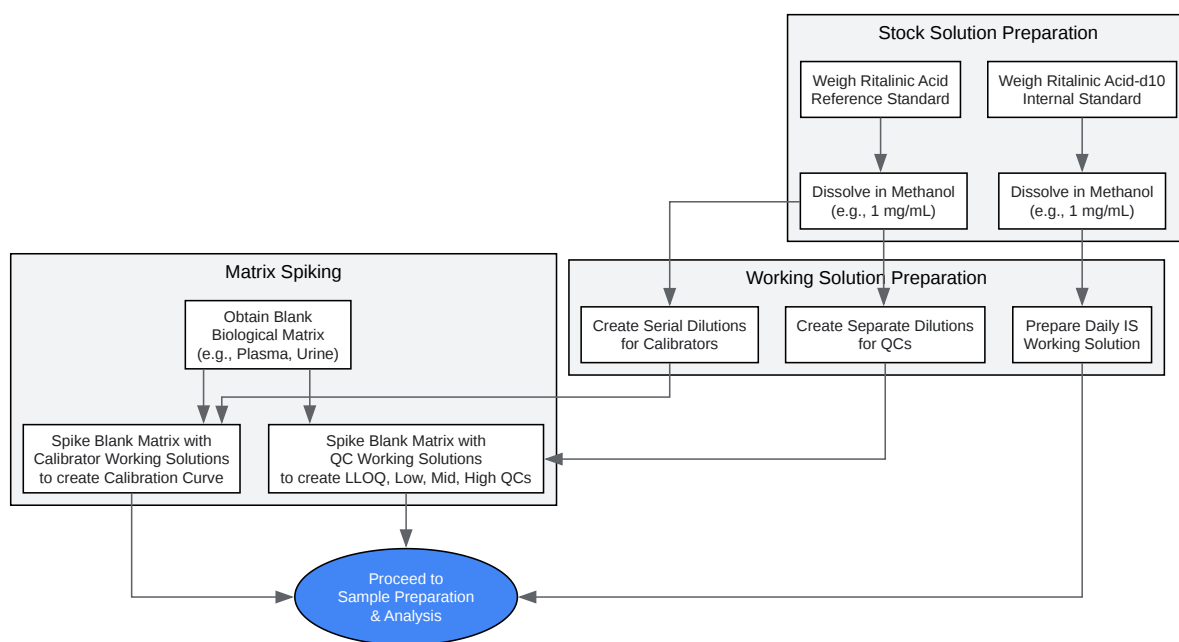 Stock Solution Preparation
Weigh Ritalinic Acid
Reference Standard
Weigh Ritalinic Acid-d10
Internal Standard
Dissolve in Methanol
(e.g., 1 mg/mL)
Dissolve in Methanol
(e.g., 1 mg/mL)
Matrix Spiking
Working Solution Preparation
Obtain Blank
Biological Matrix
(e.g., Plasma, Urine)
Create Serial Dilutions
for Calibrators
Create Separate Dilutions
for QCs
Prepare Daily IS
Working Solution
Spike Blank Matrix with
Calibrator Working Solutions
to create Calibration Curve
Spike Blank Matrix with
QC Working Solutions
to create LLOQ, Low, Mid, High QCs
Proceed to
Sample Preparation
& Analysis